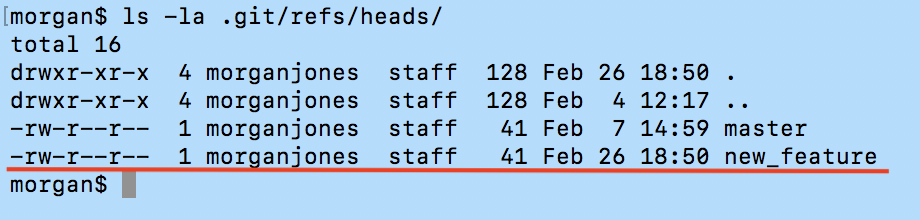 morgan$ ls -la .git/refs/heads/
total 16
drwxr-xr-x  4 morganjones  staff  128 Feb 26 18:50 .
drwxr-xr-x  4 morganjones  staff  128 Feb  4 12:17 ..
-rw-r--r--  1 morganjones  staff   41 Feb  7 14:59 master
-rw-r--r--  1 morganjones  staff   41 Feb 26 18:50 new_feature
morgan$